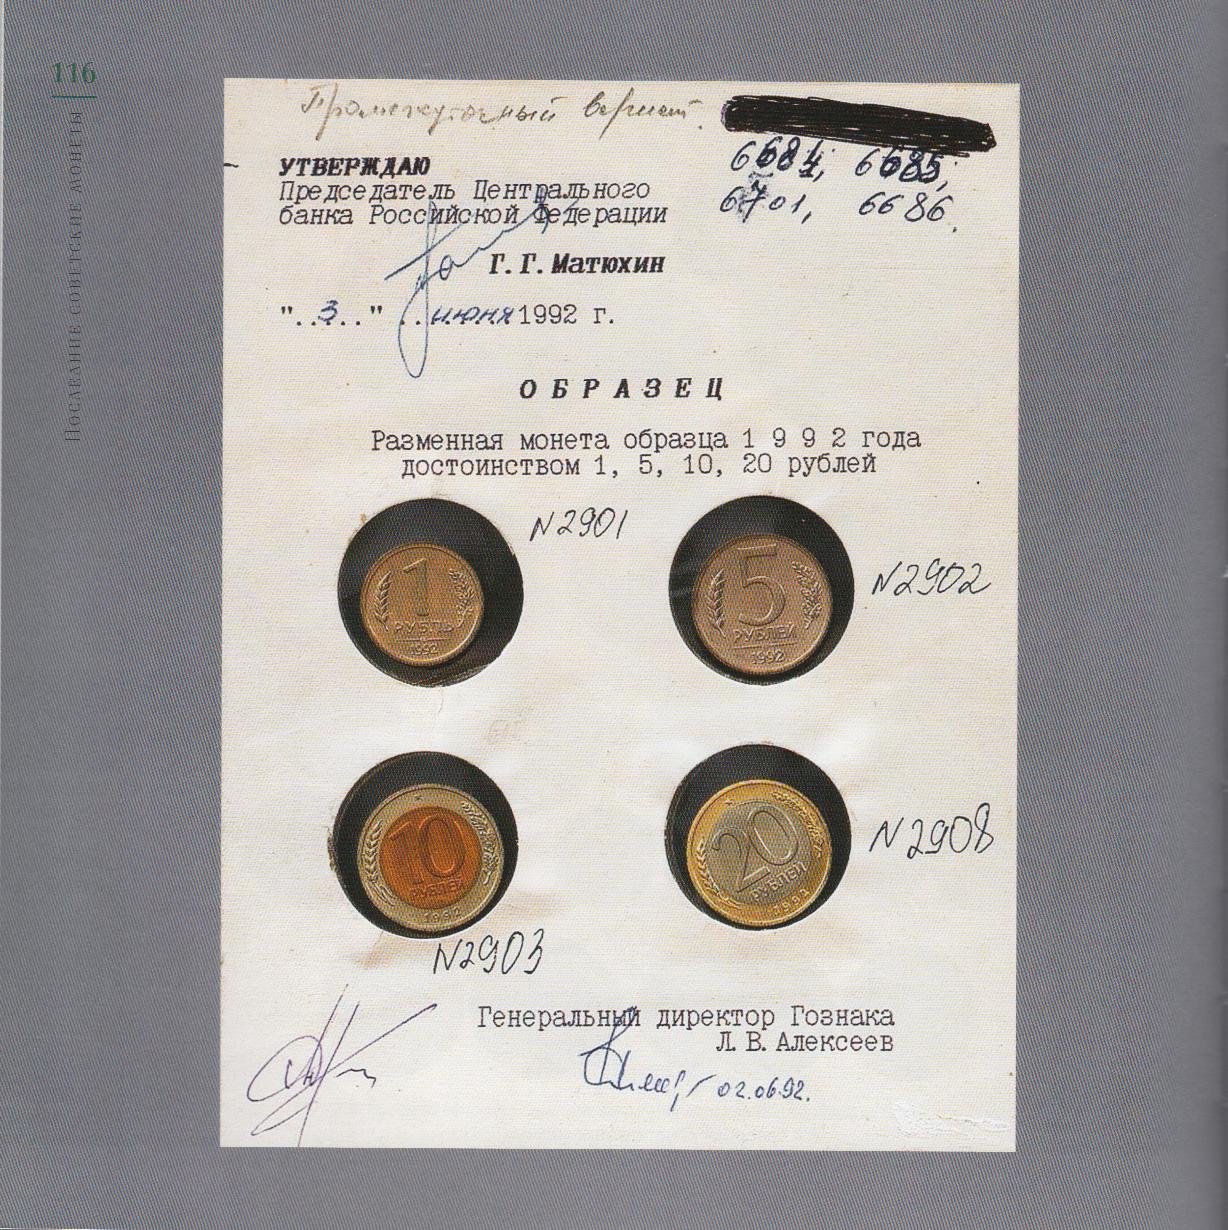 116
ПОСЛЕДНИЕ СОВЕТСКИЕ МОНЕТЫ
Промежуточный вариант.
УТВЕРЖДАЮ
Председатель Центрального
банка Российской Федерации
6684, 6685,
6701, 6686.
Г. Г. Матюхин
"..3.." ..июня 1992 г.
ОБРАЗЕЦ
Разменная монета образца 1 9 9 2 года
достоинством 1, 5, 10, 20 рублей
N2901
1
РУБЛЬ
1992
N2902
5
РУБЛЕЙ
1992
10
РУБЛЕЙ
1992
N2903
20
РУБЛЕЙ
1992
N2908
Генеральный директор Гознака
Л. В. Алексеев
02.06.92.